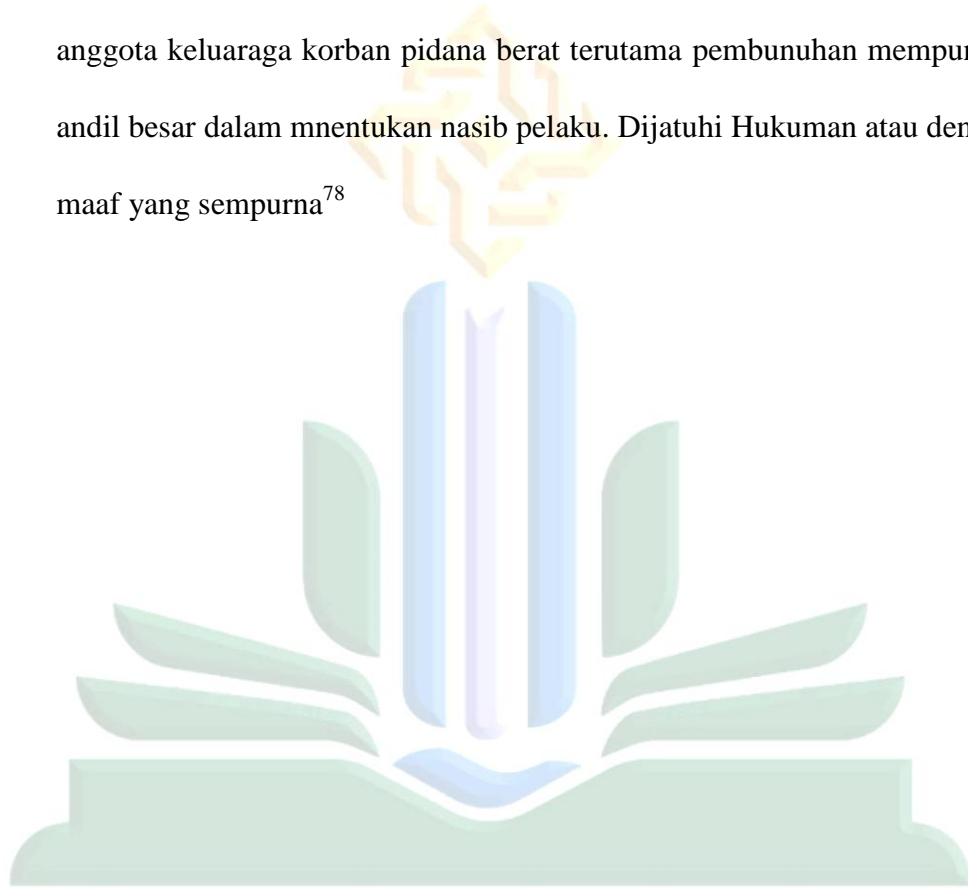 anggota keluaraga korban pidana berat terutama pembunuhan
andil besar dalam mnentukan nasib pelaku. Dijatuhi Hukuman atau
maaf yang sempurna78